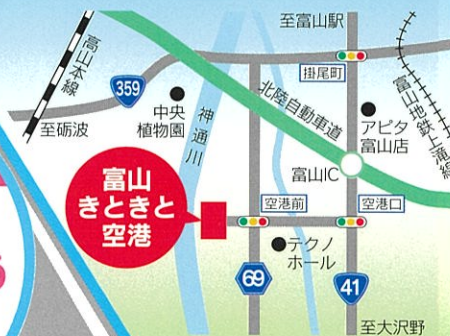 至富山駅
高山本線
359
掛尾町
富山地鉄上滝線
中央
植物園
北陸自動車道
アピタ
富山店
至砺波
神通川
富山IC
富山
きときと
空港
空港前
空港口
テクノ
ホール
69
41
至大沢野